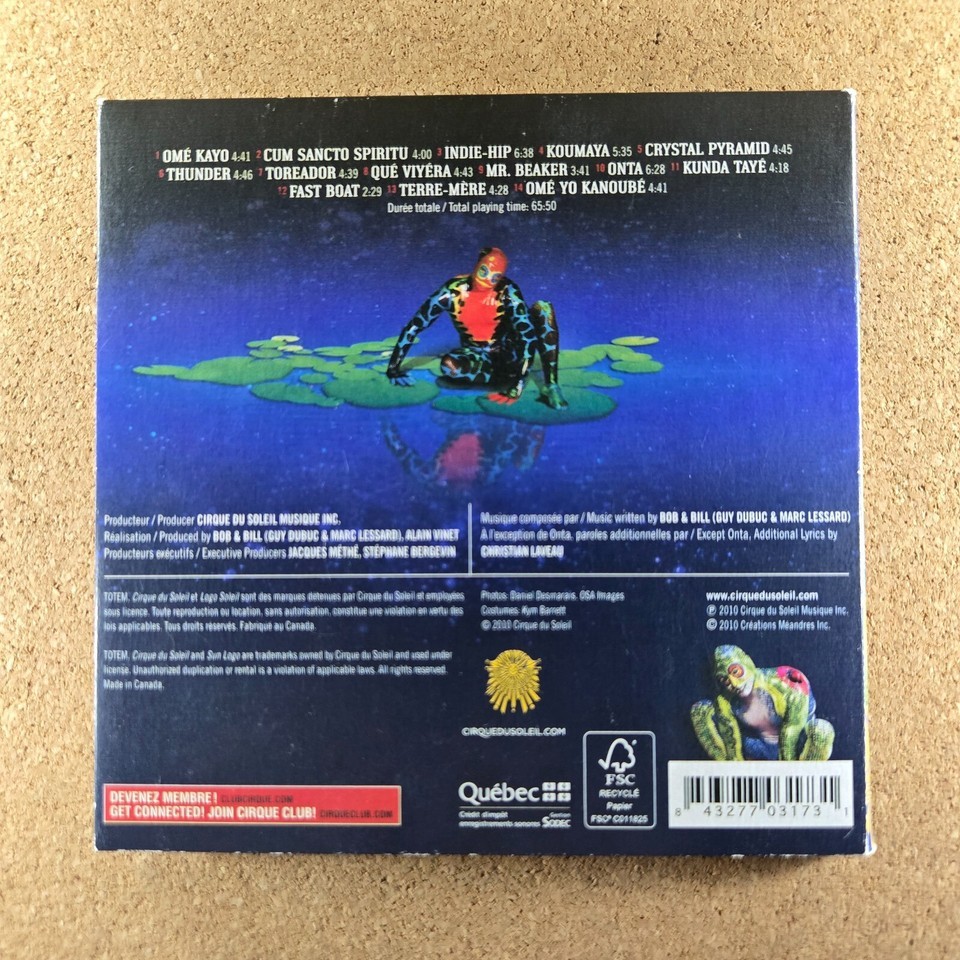 1 OMÉ KAYO 4:41 2 CUM SANCTO SPIRITU 4:00 3 INDIE-HIP 6:38 4 KOUMAYA 5:35 5 CRYSTAL PYRAMID 4:45
6 THUNDER 4:46 7 TOREADOR 4:39 8 QUÉ VIYÉRA 4:43 9 MR. BEAKER 3:41 10 ONTA 6:28 11 KUNDA TAYÉ 4:18
12 FAST BOAT 2:29 13 TERRE-MÈRE 4:28 14 OMÉ YO KANOUBÉ 4:41
Durée totale / Total playing time: 65:50
Producteur / Producer CIRQUE DU SOLEIL MUSIQUE INC.
Réalisation / Produced by BOB & BILL (GUY DUBUC & MARC LESSARD), ALAIN VINET
Producteurs exécutifs / Executive Producers JACQUES MÉTHÉ, STÉPHANE BERGEVIN
Musique composée par / Music written by BOB & BILL (GUY DUBUC & MARC LESSARD)
À l'exception de Onta, paroles additionnelles par / Except Onta, Additional Lyrics by
CHRISTIAN LAVEAU
TOTEM, Cirque du Soleil et Logo Soleil sont des marques détenues par Cirque du Soleil et employées
sous licence. Toute reproduction ou location, sans autorisation, constitue une violation en vertu des
lois applicables. Tous droits réservés. Fabriqué au Canada.
TOTEM, Cirque du Soleil and Sun Logo are trademarks owned by Cirque du Soleil and used under
license. Unauthorized duplication or rental is a violation of applicable laws. All rights reserved.
Made in Canada.
Photos: Daniel Desmarais, OSA Images
Costumes: Kym Barrett
© 2010 Cirque du Soleil
www.cirquedusoleil.com
℗ 2010 Cirque du Soleil Musique Inc.
© 2010 Créations Méandres Inc.
CIRQUEDUSOLEIL.COM
DEVENEZ MEMBRE! CLUBCIRQUE.COM
GET CONNECTED! JOIN CIRQUE CLUB! CIRQUECLUB.COM
Québec
Crédit d'impôt
enregistrements sonores
Gestion
SODEC
FSC
RECYCLÉ
Papier
FSC® C011825
8 43277 03173 1